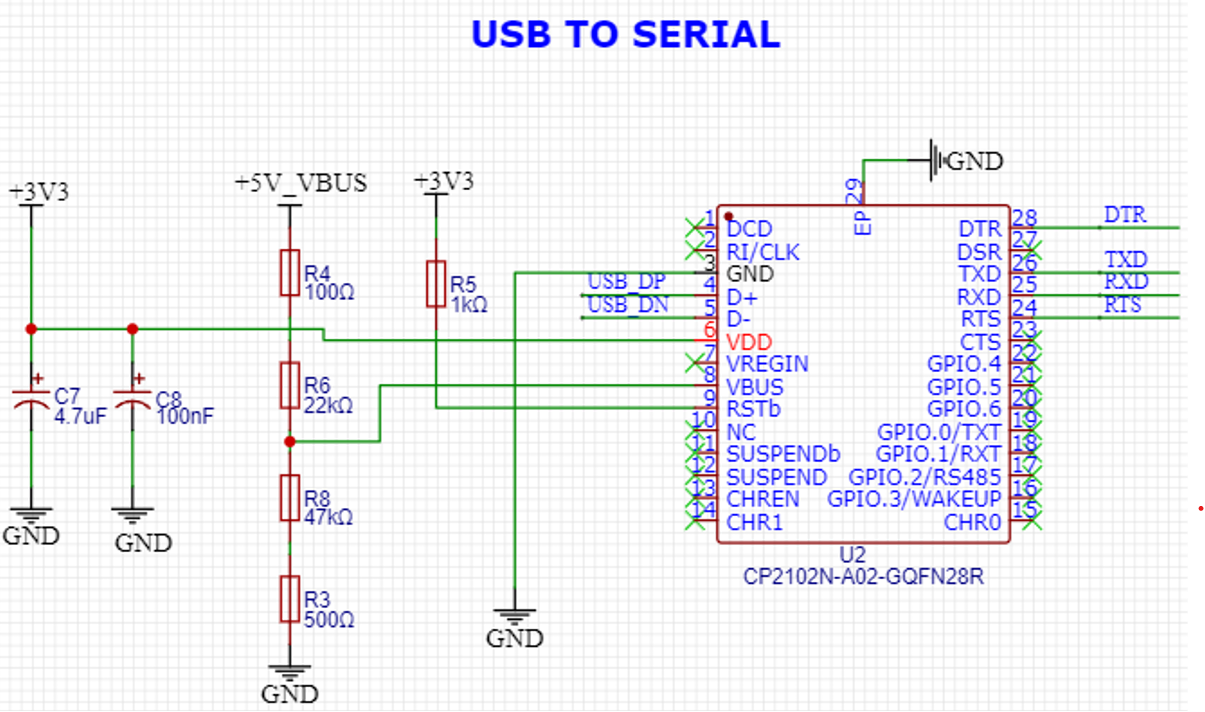 USB TO SERIAL
+3V3
+5V_VBUS
+3V3
GND
R4
100Ω
R5
1kΩ
R6
22kΩ
R8
47kΩ
R3
500Ω
C7
4.7uF
C8
100nF
GND
GND
GND
GND
USB_DP
USB_DN
EP 29
1 DCD
2 RI/CLK
3 GND
4 D+
5 D-
6 VDD
7 VREGIN
8 VBUS
9 RSTb
10 NC
11 SUSPENDb
12 SUSPEND
13 CHREN
14 CHR1
DTR 28 DTR
DSR 27
TXD 26 TXD
RXD 25 RXD
RTS 24 RTS
CTS 23
GPIO.4 22
GPIO.5 21
GPIO.6 20
GPIO.0/TXT 19
GPIO.1/RXT 18
GPIO.2/RS485 17
GPIO.3/WAKEUP 16
CHR0 15
U2
CP2102N-A02-GQFN28R